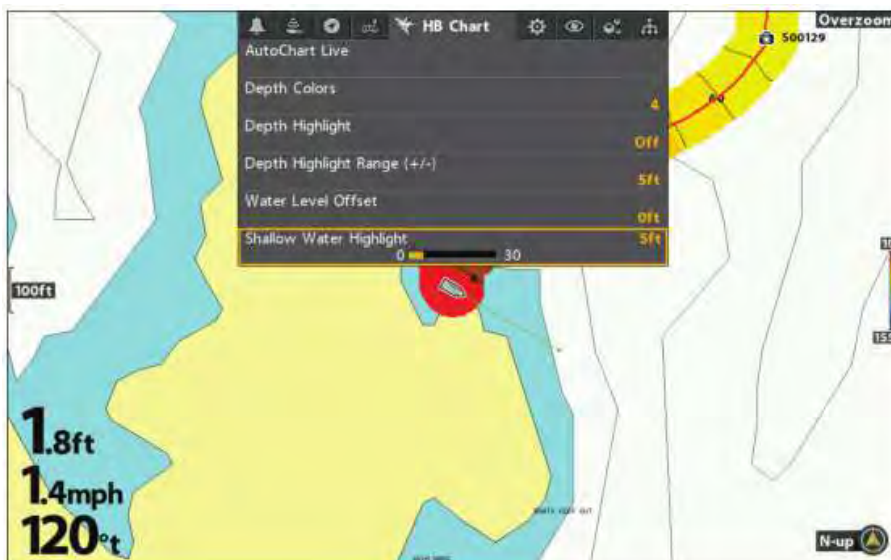 HB Chart
Overzoom
500129
AutoChart Live
Depth Colors
4
Depth Highlight
Off
Depth Highlight Range (+/-)
5ft
Water Level Offset
0ft
Shallow Water Highlight
5ft
0 30
60
100ft
1.8ft
1.4mph
120°t
N-up